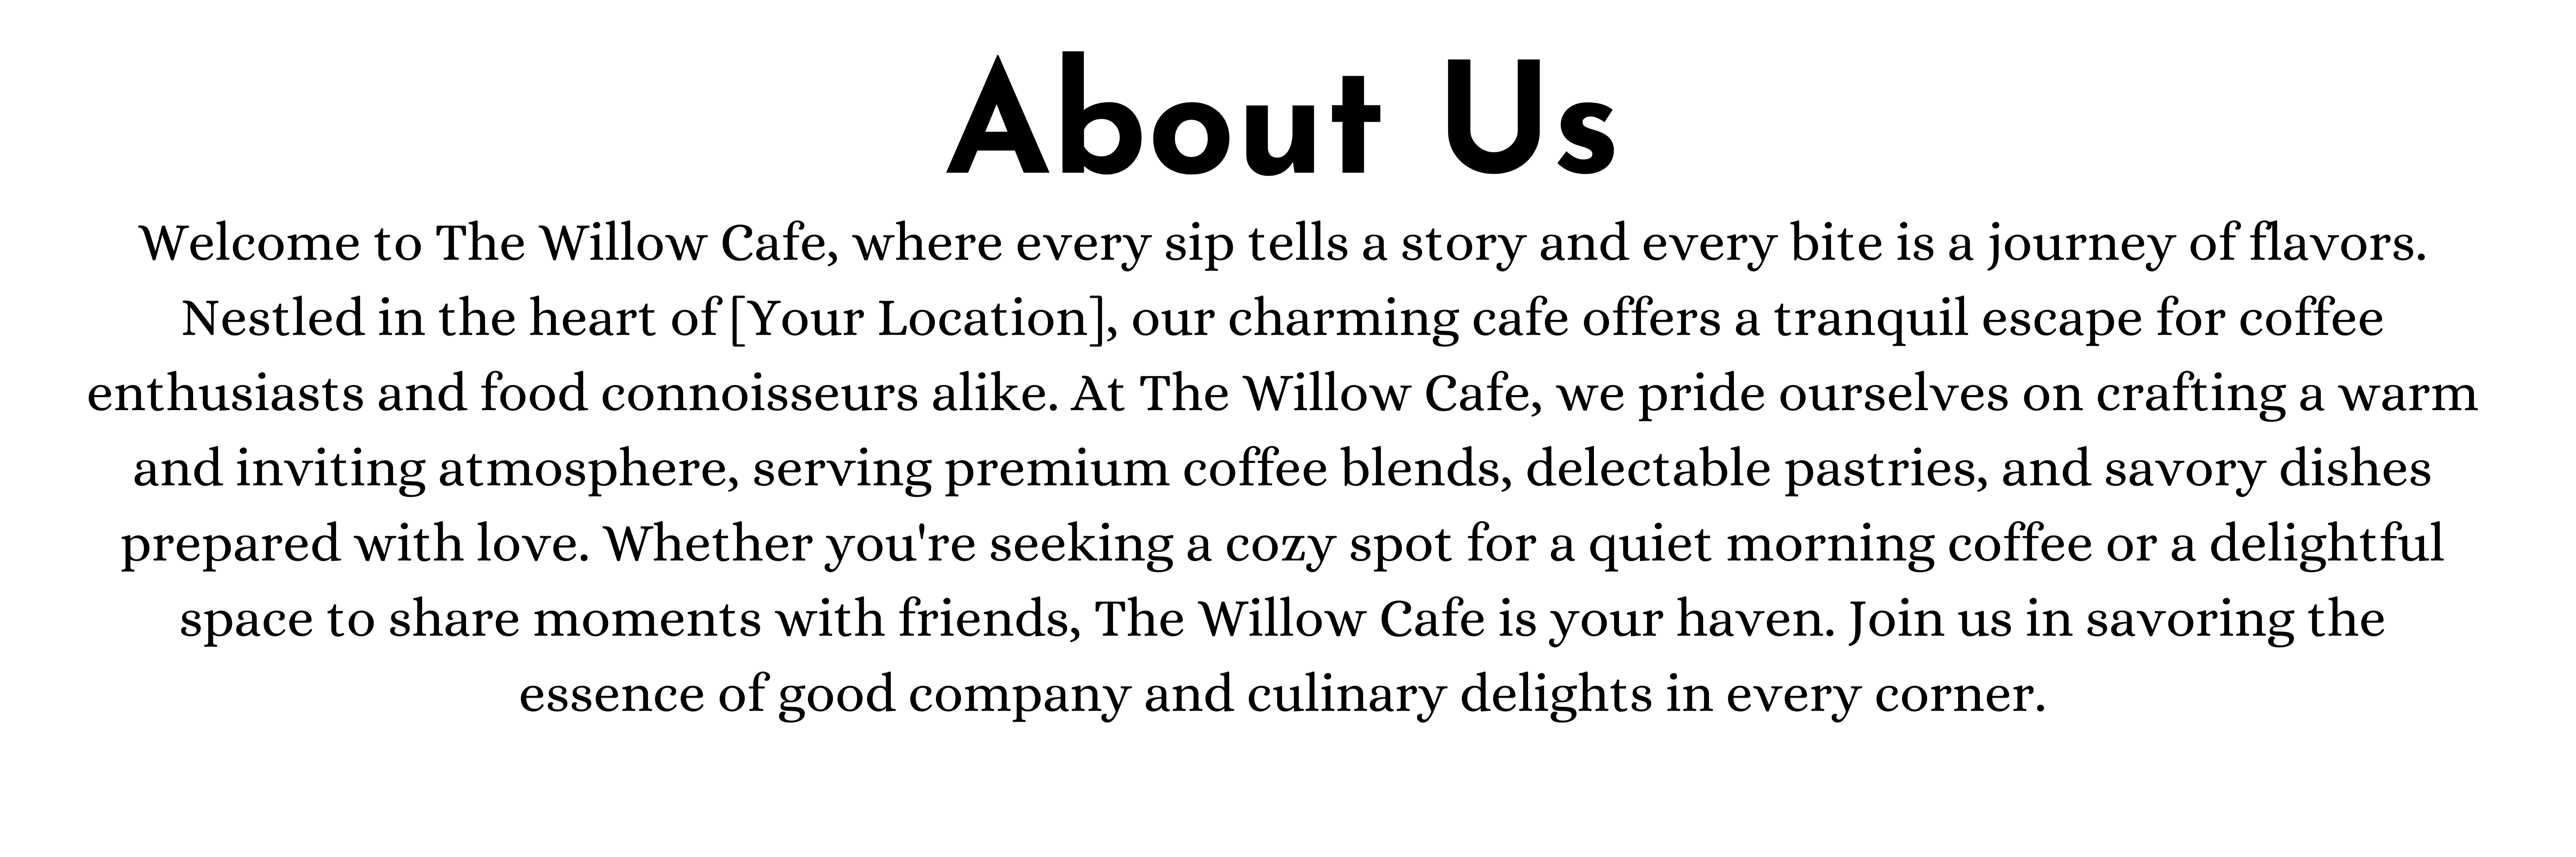 About Us
Welcome to The Willow Cafe, where every sip tells a story and every bite is a journey of flavors.
Nestled in the heart of [Your Location], our charming cafe offers a tranquil escape for coffee
enthusiasts and food connoisseurs alike. At The Willow Cafe, we pride ourselves on crafting a warm
and inviting atmosphere, serving premium coffee blends, delectable pastries, and savory dishes
prepared with love. Whether you're seeking a cozy spot for a quiet morning coffee or a delightful
space to share moments with friends, The Willow Cafe is your haven. Join us in savoring the
essence of good company and culinary delights in every corner.